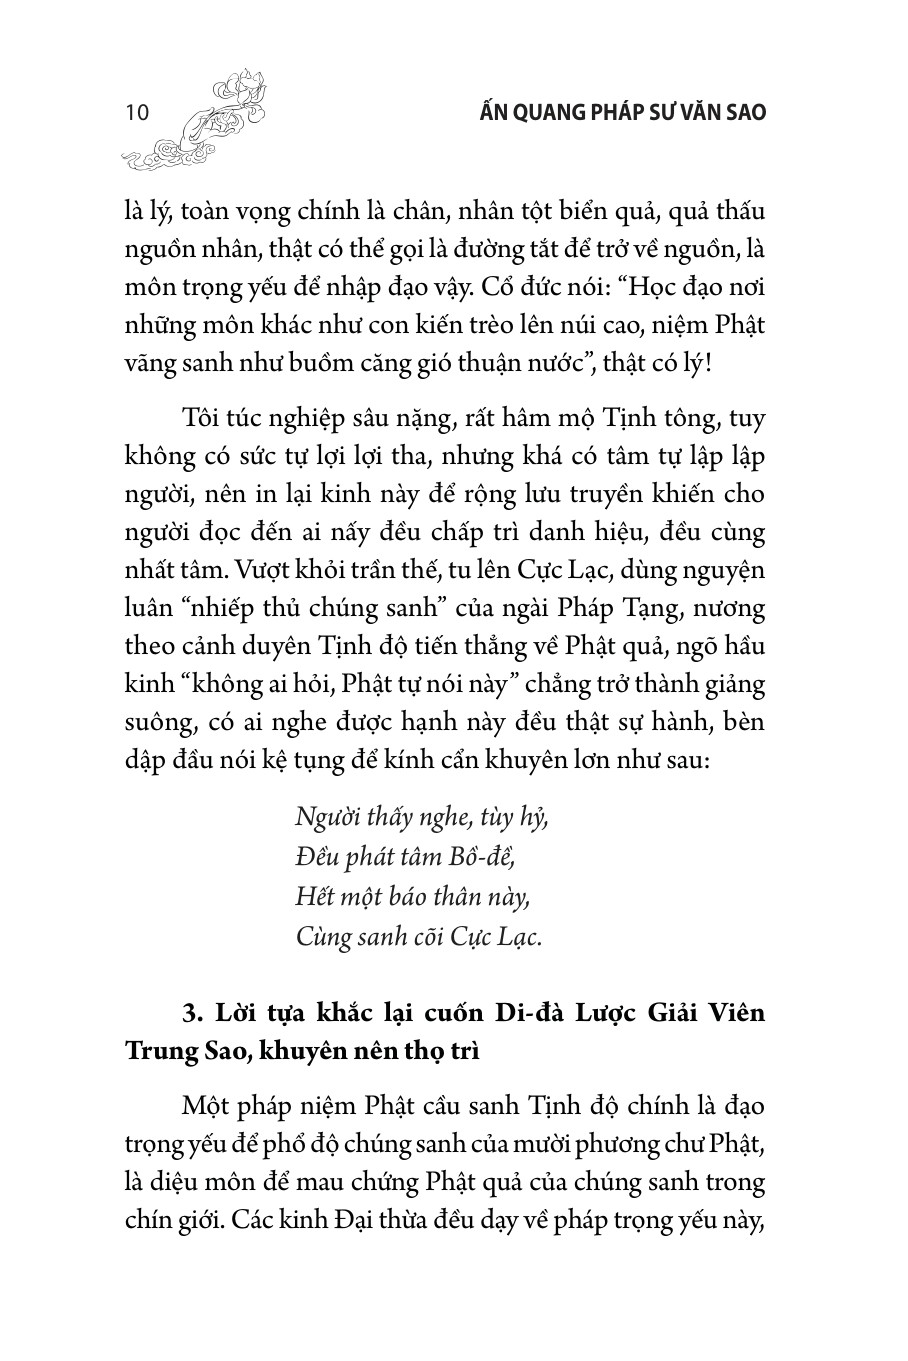 10
ẤN QUANG PHÁP SƯ VĂN SAO
là lý, toàn vọng chính là chân, nhân tột biển quả, quả thấu
nguồn nhân, thật có thể gọi là đường tắt để trở về nguồn, là
môn trọng yếu để nhập đạo vậy. Cổ đức nói: “Học đạo nơi
những môn khác như con kiến trèo lên núi cao, niệm Phật
vãng sanh như buồm căng gió thuận nước”, thật có lý!
Tôi túc nghiệp sâu nặng, rất hâm mộ Tịnh tông, tuy
không có sức tự lợi lợi tha, nhưng khá có tâm tự lập lập
người, nên in lại kinh này để rộng lưu truyền khiến cho
người đọc đến ai nấy đều chấp trì danh hiệu, đều cùng
nhất tâm. Vượt khỏi trần thế, tu lên Cực Lạc, dùng nguyện
luân “nhiếp thủ chúng sanh” của ngài Pháp Tạng, nương
theo cảnh duyên Tịnh độ tiến thẳng về Phật quả, ngõ hầu
kinh “không ai hỏi, Phật tự nói này” chẳng trở thành giảng
suông, có ai nghe được hạnh này đều thật sự hành, bèn
dập đầu nói kệ tụng để kính cẩn khuyên lơn như sau:
Người thấy nghe, tùy hỷ,
Đều phát tâm Bồ-đề,
Hết một báo thân này,
Cùng sanh cõi Cực Lạc.
3. Lời tựa khắc lại cuốn Di-đà Lược Giải Viên
Trung Sao, khuyên nên thọ trì
Một pháp niệm Phật cầu sanh Tịnh độ chính là đạo
trọng yếu để phổ độ chúng sanh của mười phương chư Phật,
là diệu môn để mau chứng Phật quả của chúng sanh trong
chín giới. Các kinh Đại thừa đều dạy về pháp trọng yếu này,